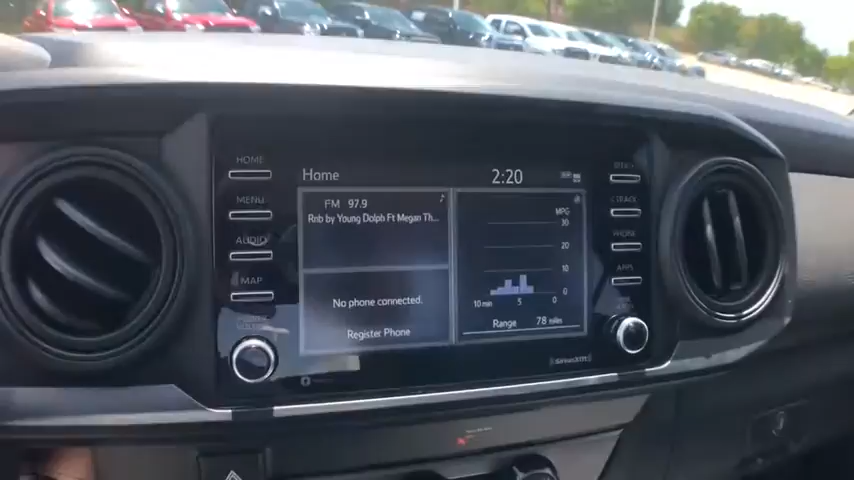 HOME
MENU
AUDIO
MAP
Home
2:20
FM 97.9
Rnb by Young Dolph Ft Megan Th...
No phone connected.
Register Phone
MPG
30
20
10
0
10 min
5
0
Range 78 miles
TRACK
PHONE
APPS
SiriusXM